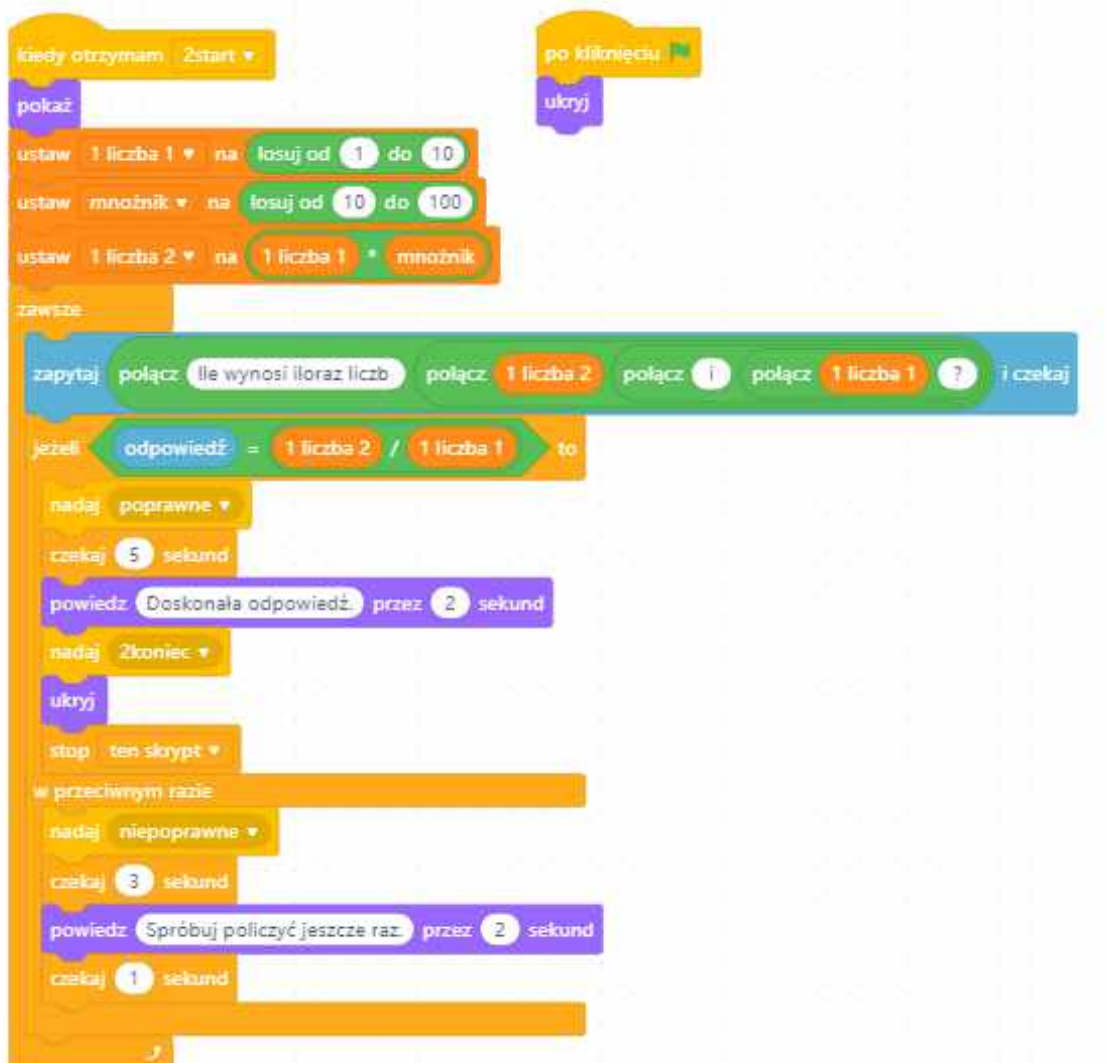 kiedy otrzymam 2start
pokaż
ustaw 1 liczba 1 na losuj od 1 do 10
ustaw mnożnik na losuj od 10 do 100
ustaw 1 liczba 2 na 1 liczba 1 * mnożnik
zawsze
zapytaj połącz Ile wynosi iloraz liczb połącz 1 liczba 2 połącz i połącz 1 liczba 1 ? i czekaj
jeżeli odpowiedź = 1 liczba 2 / 1 liczba 1 to
nadaj poprawne
czekaj 5 sekund
powiedz Doskonała odpowiedź. przez 2 sekund
nadaj 2koniec
ukryj
stop ten skrypt
w przeciwnym razie
nadaj niepoprawne
czekaj 3 sekund
powiedz Spróbuj policzyć jeszcze raz. przez 2 sekund
czekaj 1 sekund
po kliknięciu
ukryj